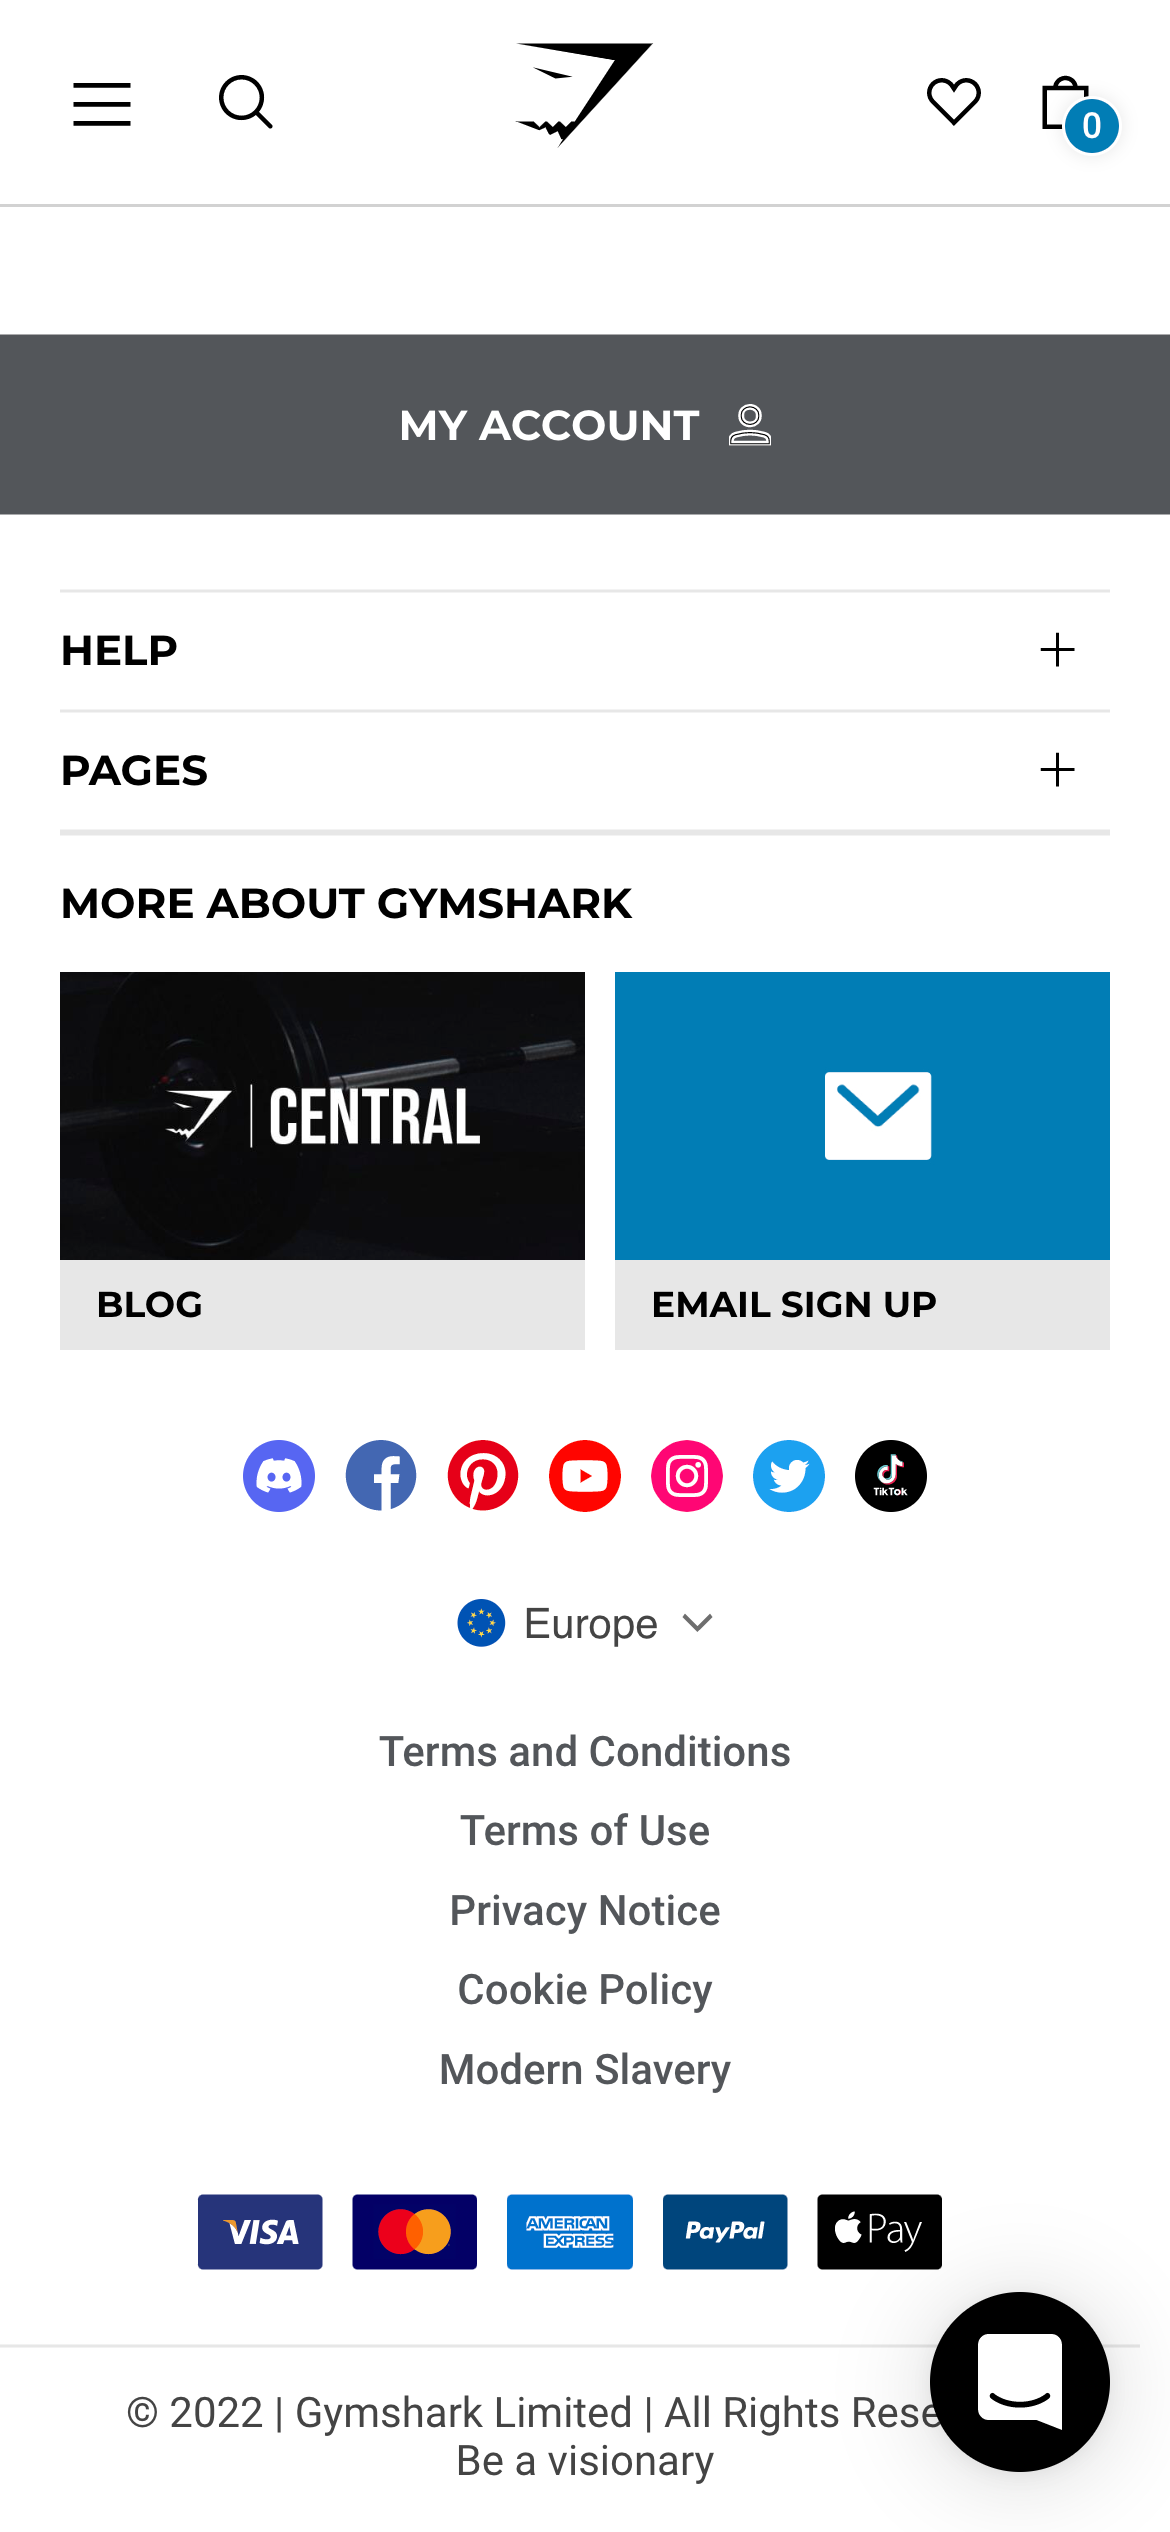 0
MY ACCOUNT
HELP
PAGES
MORE ABOUT GYMSHARK
CENTRAL
BLOG
EMAIL SIGN UP
TikTok
Europe
Terms and Conditions
Terms of Use
Privacy Notice
Cookie Policy
Modern Slavery
VISA
AMERICAN EXPRESS
PayPal
Pay
© 2022 | Gymshark Limited | All Rights Rese
Be a visionary